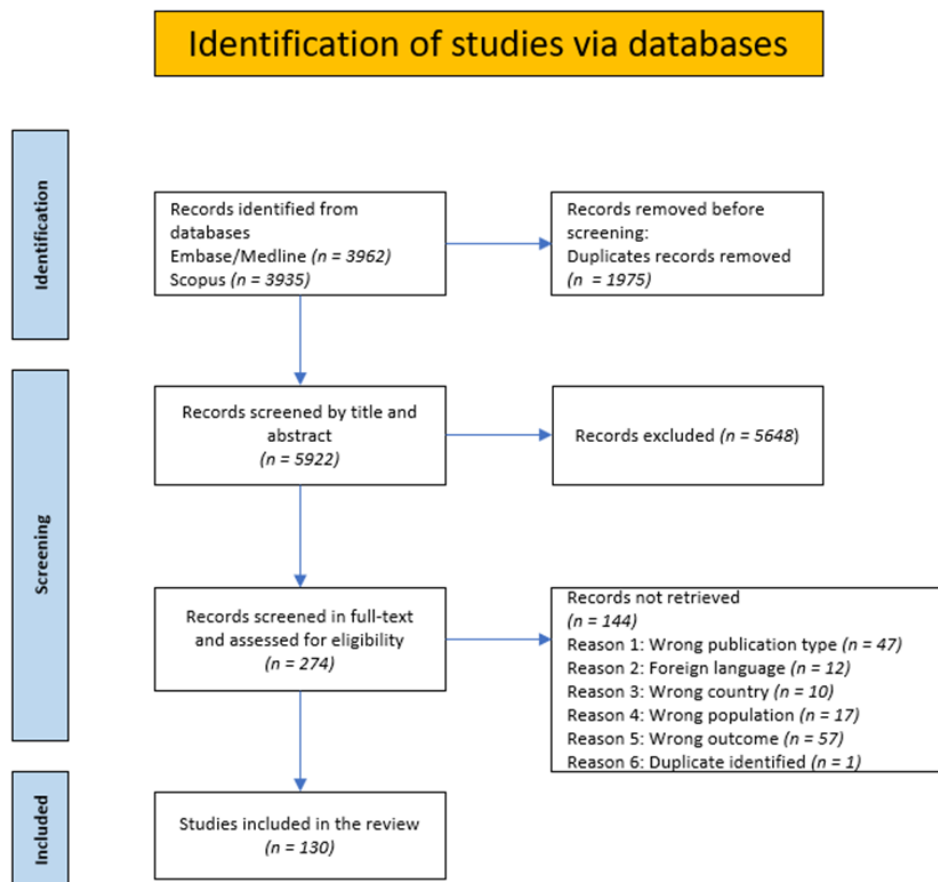 Identification of studies via databases
Identification
Records identified from
databases
Embase/Medline (n = 3962)
Scopus (n = 3935)
Records removed before
screening:
Duplicates records removed
(n  = 1975)
Screening
Records screened by title and
abstract
(n = 5922)
Records excluded (n = 5648)
Records screened in full-text
and assessed for eligibility
(n = 274)
Records not retrieved
(n = 144)
Reason 1: Wrong publication type (n = 47)
Reason 2: Foreign language (n = 12)
Reason 3: Wrong country (n = 10)
Reason 4: Wrong population (n = 17)
Reason 5: Wrong outcome (n = 57)
Reason 6: Duplicate identified (n = 1)
Included
Studies included in the review
(n = 130)